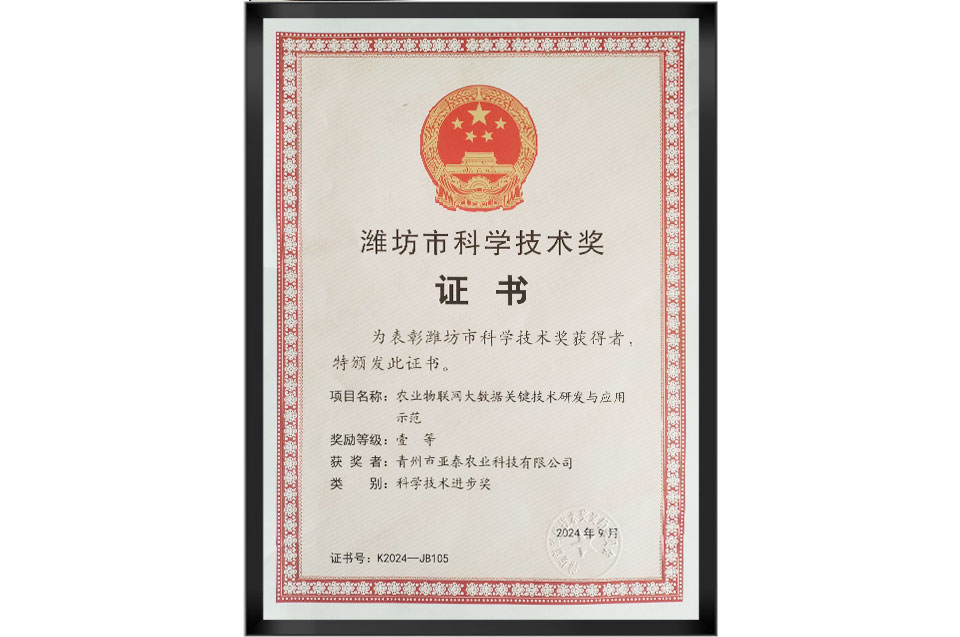 潍坊市科学技术奖
证 书
为表彰潍坊市科学技术奖获得者，
特颁发此证书。
项目名称：农业物联网大数据关键技术研发与应用
示范
奖励等级：壹 等
获 奖 者：青州市亚泰农业科技有限公司
类 别：科学技术进步奖
2024 年 9 月
证书号：K2024—JB105